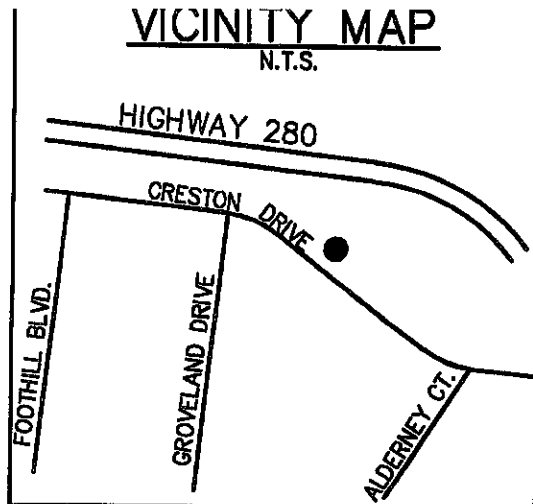 VICINITY MAP
N.T.S.
HIGHWAY 280
CRESTON DRIVE
FOOTHILL BLVD.
GROVELAND DRIVE
ALDERNEY CT.